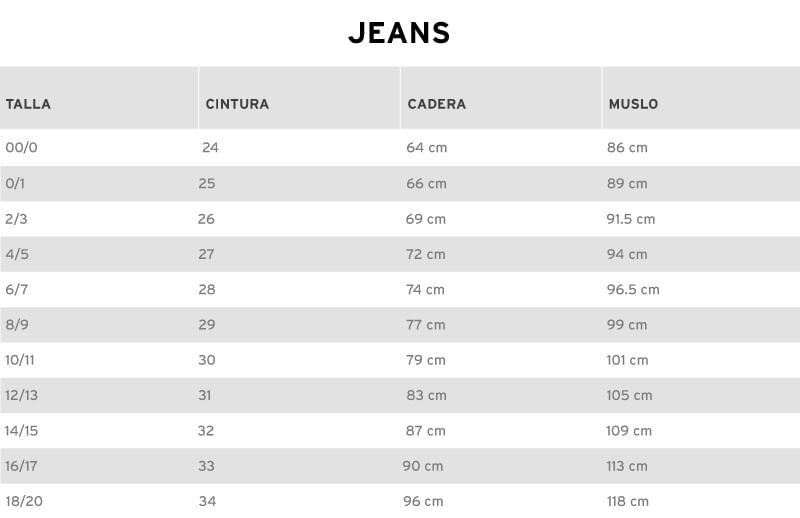 JEANS
TALLA CINTURA CADERA MUSLO
00/0 24 64 cm 86 cm
0/1 25 66 cm 89 cm
2/3 26 69 cm 91.5 cm
4/5 27 72 cm 94 cm
6/7 28 74 cm 96.5 cm
8/9 29 77 cm 99 cm
10/11 30 79 cm 101 cm
12/13 31 83 cm 105 cm
14/15 32 87 cm 109 cm
16/17 33 90 cm 113 cm
18/20 34 96 cm 118 cm